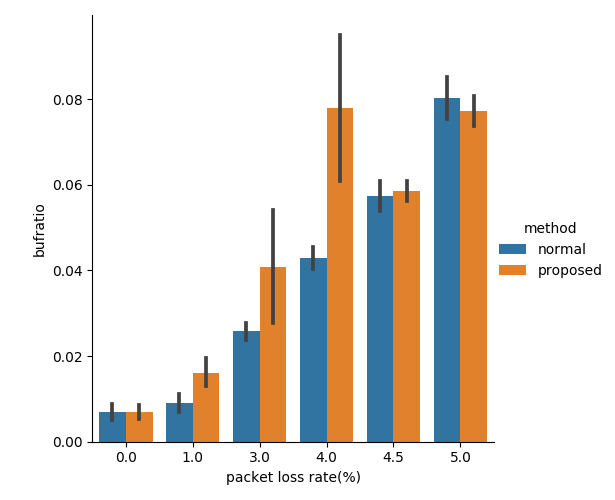 0.08
0.06
0.04
0.02
0.00
bufratio
0.0 1.0 3.0 4.0 4.5 5.0
packet loss rate(%)
method
normal
proposed